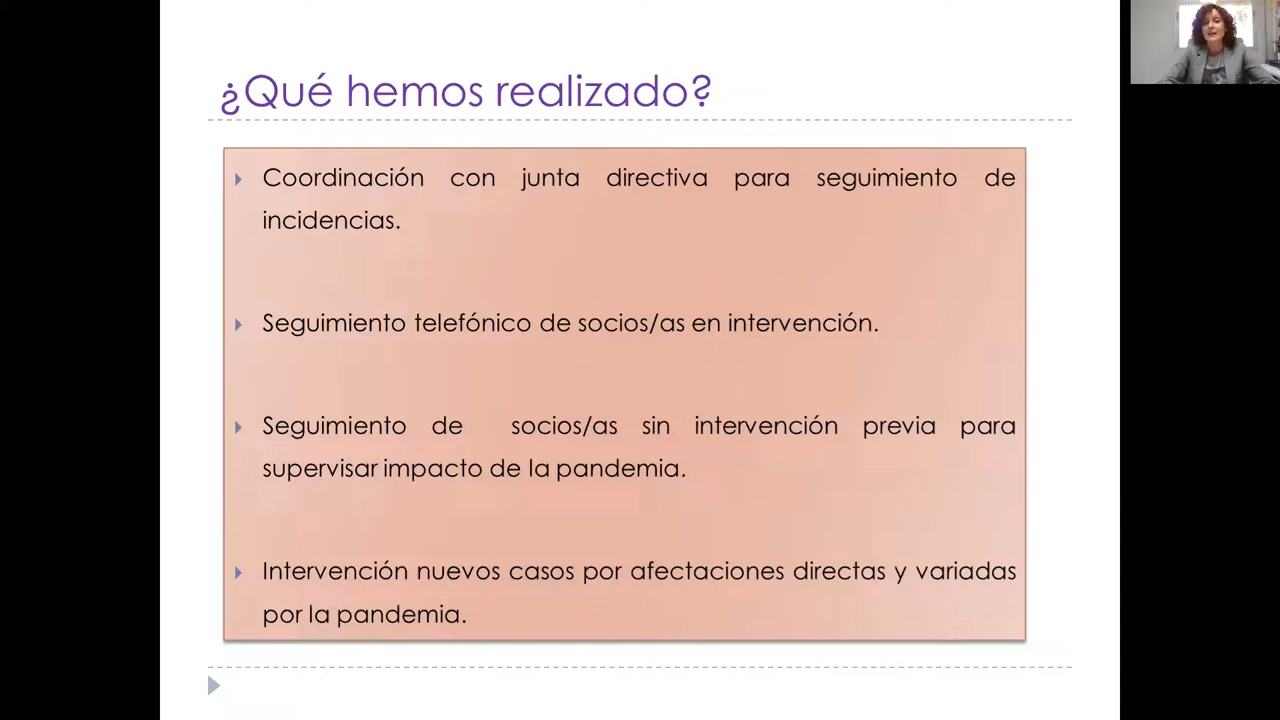 ¿Qué hemos realizado?
Coordinación con junta directiva para seguimiento de
incidencias.
Seguimiento telefónico de socios/as en intervención.
Seguimiento de socios/as sin intervención previa para
supervisar impacto de la pandemia.
Intervención nuevos casos por afectaciones directas y variadas
por la pandemia.